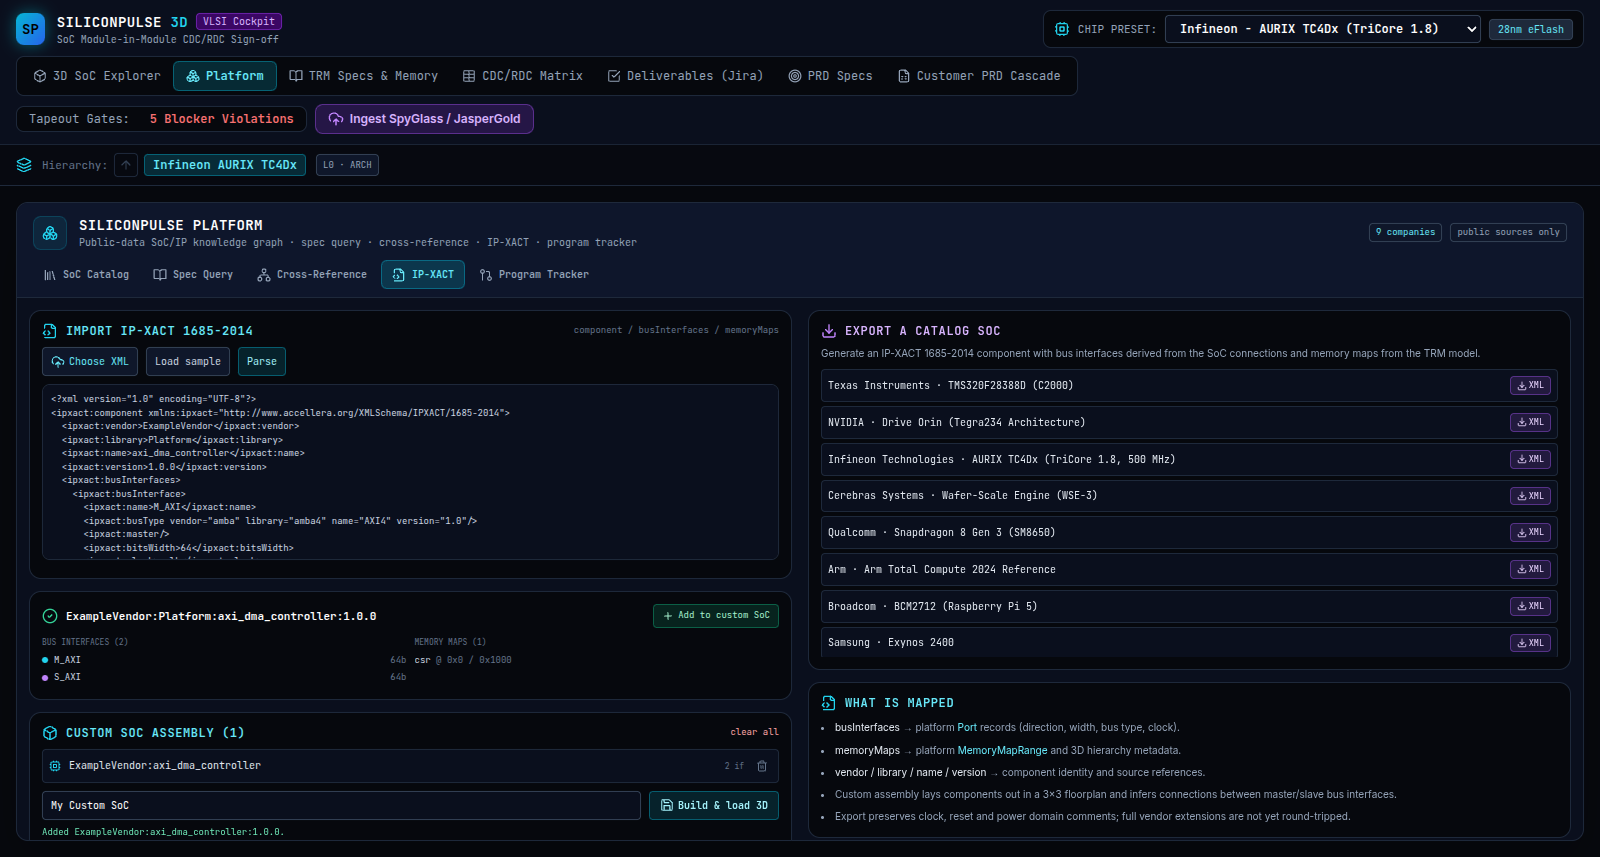 SP
SILICONPULSE 3D VLSI Cockpit
SoC Module-in-Module CDC/RDC Sign-off
CHIP PRESET: Infineon - AURIX TC4Dx (TriCore 1.8) 28nm eFlash
3D SoC Explorer Platform TRM Specs & Memory CDC/RDC Matrix Deliverables (Jira) PRD Specs Customer PRD Cascade
Tapeout Gates: 5 Blocker Violations Ingest SpyGlass / JasperGold
Hierarchy: Infineon AURIX TC4Dx L0 · ARCH
SILICONPULSE PLATFORM
Public-data SoC/IP knowledge graph · spec query · cross-reference · IP-XACT · program tracker
9 companies public sources only
SoC Catalog Spec Query Cross-Reference IP-XACT Program Tracker
IMPORT IP-XACT 1685-2014 component / busInterfaces / memoryMaps
Choose XML Load sample Parse
<?xml version="1.0" encoding="UTF-8"?>
<ipxact:component xmlns:ipxact="http://www.accellera.org/XMLSchema/IPXACT/1685-2014">
<ipxact:vendor>ExampleVendor</ipxact:vendor>
<ipxact:library>Platform</ipxact:library>
<ipxact:name>axi_dma_controller</ipxact:name>
<ipxact:version>1.0.0</ipxact:version>
<ipxact:busInterfaces>
<ipxact:busInterface>
<ipxact:name>M_AXI</ipxact:name>
<ipxact:busType vendor="amba" library="amba4" name="AXI4" version="1.0"/>
<ipxact:master/>
<ipxact:bitsWidth>64</ipxact:bitsWidth>
ExampleVendor:Platform:axi_dma_controller:1.0.0 Add to custom SoC
BUS INTERFACES (2) MEMORY MAPS (1)
M_AXI 64b csr @ 0x0 / 0x1000
S_AXI 64b
CUSTOM SOC ASSEMBLY (1) clear all
ExampleVendor:axi_dma_controller 2 if
My Custom SoC Build & load 3D
Added ExampleVendor:axi_dma_controller:1.0.0.
EXPORT A CATALOG SOC
Generate an IP-XACT 1685-2014 component with bus interfaces derived from the SoC connections and memory maps from the TRM model.
Texas Instruments · TMS320F28388D (C2000) XML
NVIDIA · Drive Orin (Tegra234 Architecture) XML
Infineon Technologies · AURIX TC4Dx (TriCore 1.8, 500 MHz) XML
Cerebras Systems · Wafer-Scale Engine (WSE-3) XML
Qualcomm · Snapdragon 8 Gen 3 (SM8650) XML
Arm · Arm Total Compute 2024 Reference XML
Broadcom · BCM2712 (Raspberry Pi 5) XML
Samsung · Exynos 2400 XML
WHAT IS MAPPED
• busInterfaces → platform Port records (direction, width, bus type, clock).
• memoryMaps → platform MemoryMapRange and 3D hierarchy metadata.
• vendor / library / name / version → component identity and source references.
• Custom assembly lays components out in a 3×3 floorplan and infers connections between master/slave bus interfaces.
• Export preserves clock, reset and power domain comments; full vendor extensions are not yet round-tripped.